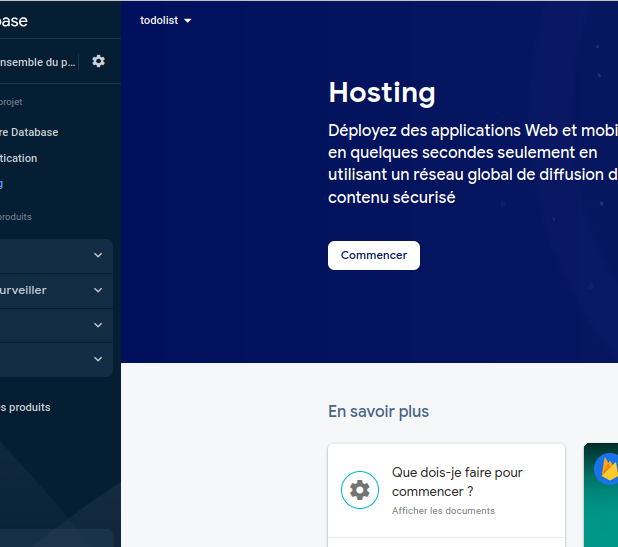 base
todolist
nsemble du p...
rojet
re Database
tication
g
produits
urveiller
s produits
Hosting
Déployez des applications Web et mobi
en quelques secondes seulement en
utilisant un réseau global de diffusion d
contenu sécurisé
Commencer
En savoir plus
Que dois-je faire pour
commencer ?
Afficher les documents